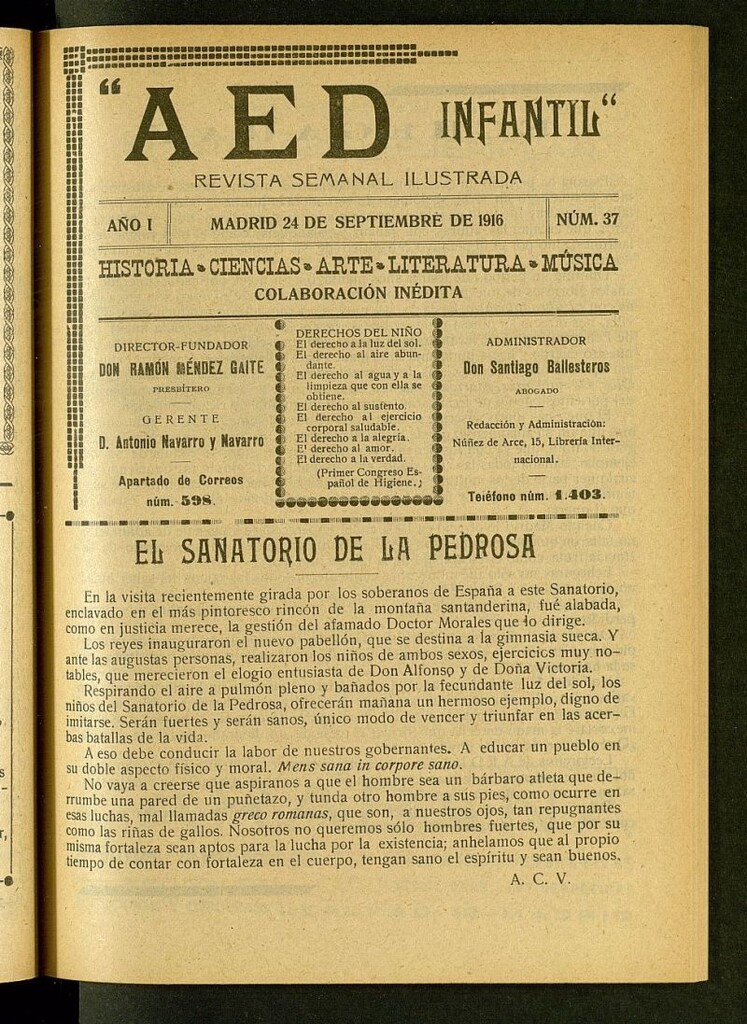 "AED INFANTIL"
REVISTA SEMANAL ILUSTRADA
AÑO I
MADRID 24 DE SEPTIEMBRE DE 1916
NÚM. 37
HISTORIA • CIENCIAS • ARTE • LITERATURA • MÚSICA
COLABORACIÓN INÉDITA
DIRECTOR-FUNDADOR
DON RAMÓN MÉNDEZ GAITE
PRESBÍTERO
GERENTE
D. Antonio Navarro y Navarro
Apartado de Correos
núm. 598.
DERECHOS DEL NIÑO
El derecho a la luz del sol.
El derecho al aire abun-
dante.
El derecho al agua y a la
limpieza que con ella se
obtiene.
El derecho al sustento.
El derecho al ejercicio
corporal saludable.
El derecho a la alegría.
E' derecho al amor.
El derecho a la verdad.
(Primer Congreso Es-
pañol de Higiene.;
ADMINISTRADOR
Don Santiago Ballesteros
ABOGADO
Redacción y Administración:
Núñez de Arce, 15, Librería Inter-
nacional.
Teléfono núm. 1.403.
EL SANATORIO DE LA PEDROSA
En la visita recientemente girada por los soberanos de España a este Sanatorio,
enclavado en el más pintoresco rincón de la montaña santanderina, fué alabada,
como en justicia merece, la gestión del afamado Doctor Morales que lo dirige.
Los reyes inauguraron el nuevo pabellón, que se destina a la gimnasia sueca. Y
ante las augustas personas, realizaron los niños de ambos sexos, ejercicios muy no-
tables, que merecieron el elogio entusiasta de Don Alfonso y de Doña Victoria.
Respirando el aire a pulmón pleno y bañados por la fecundante luz del sol, los
niños del Sanatorio de la Pedrosa, ofrecerán mañana un hermoso ejemplo, digno de
imitarse. Serán fuertes y serán sanos, único modo de vencer y triunfar en las acer-
bas batallas de la vida.
A eso debe conducir la labor de nuestros gobernantes. A educar un pueblo en
su doble aspecto físico y moral. Mens sana in corpore sano.
No vaya a creerse que aspiranos a que el hombre sea un bárbaro atleta que de-
rrumbe una pared de un puñetazo, y tunda otro hombre a sus pies, como ocurre en
esas luchas, mal llamadas greco romanas, que son, a nuestros ojos, tan repugnantes
como las riñas de gallos. Nosotros no queremos sólo hombres fuertes, que por su
misma fortaleza sean aptos para la lucha por la existencia; anhelamos que al propio
tiempo de contar con fortaleza en el cuerpo, tengan sano el espíritu y sean buenos.
A. C. V.